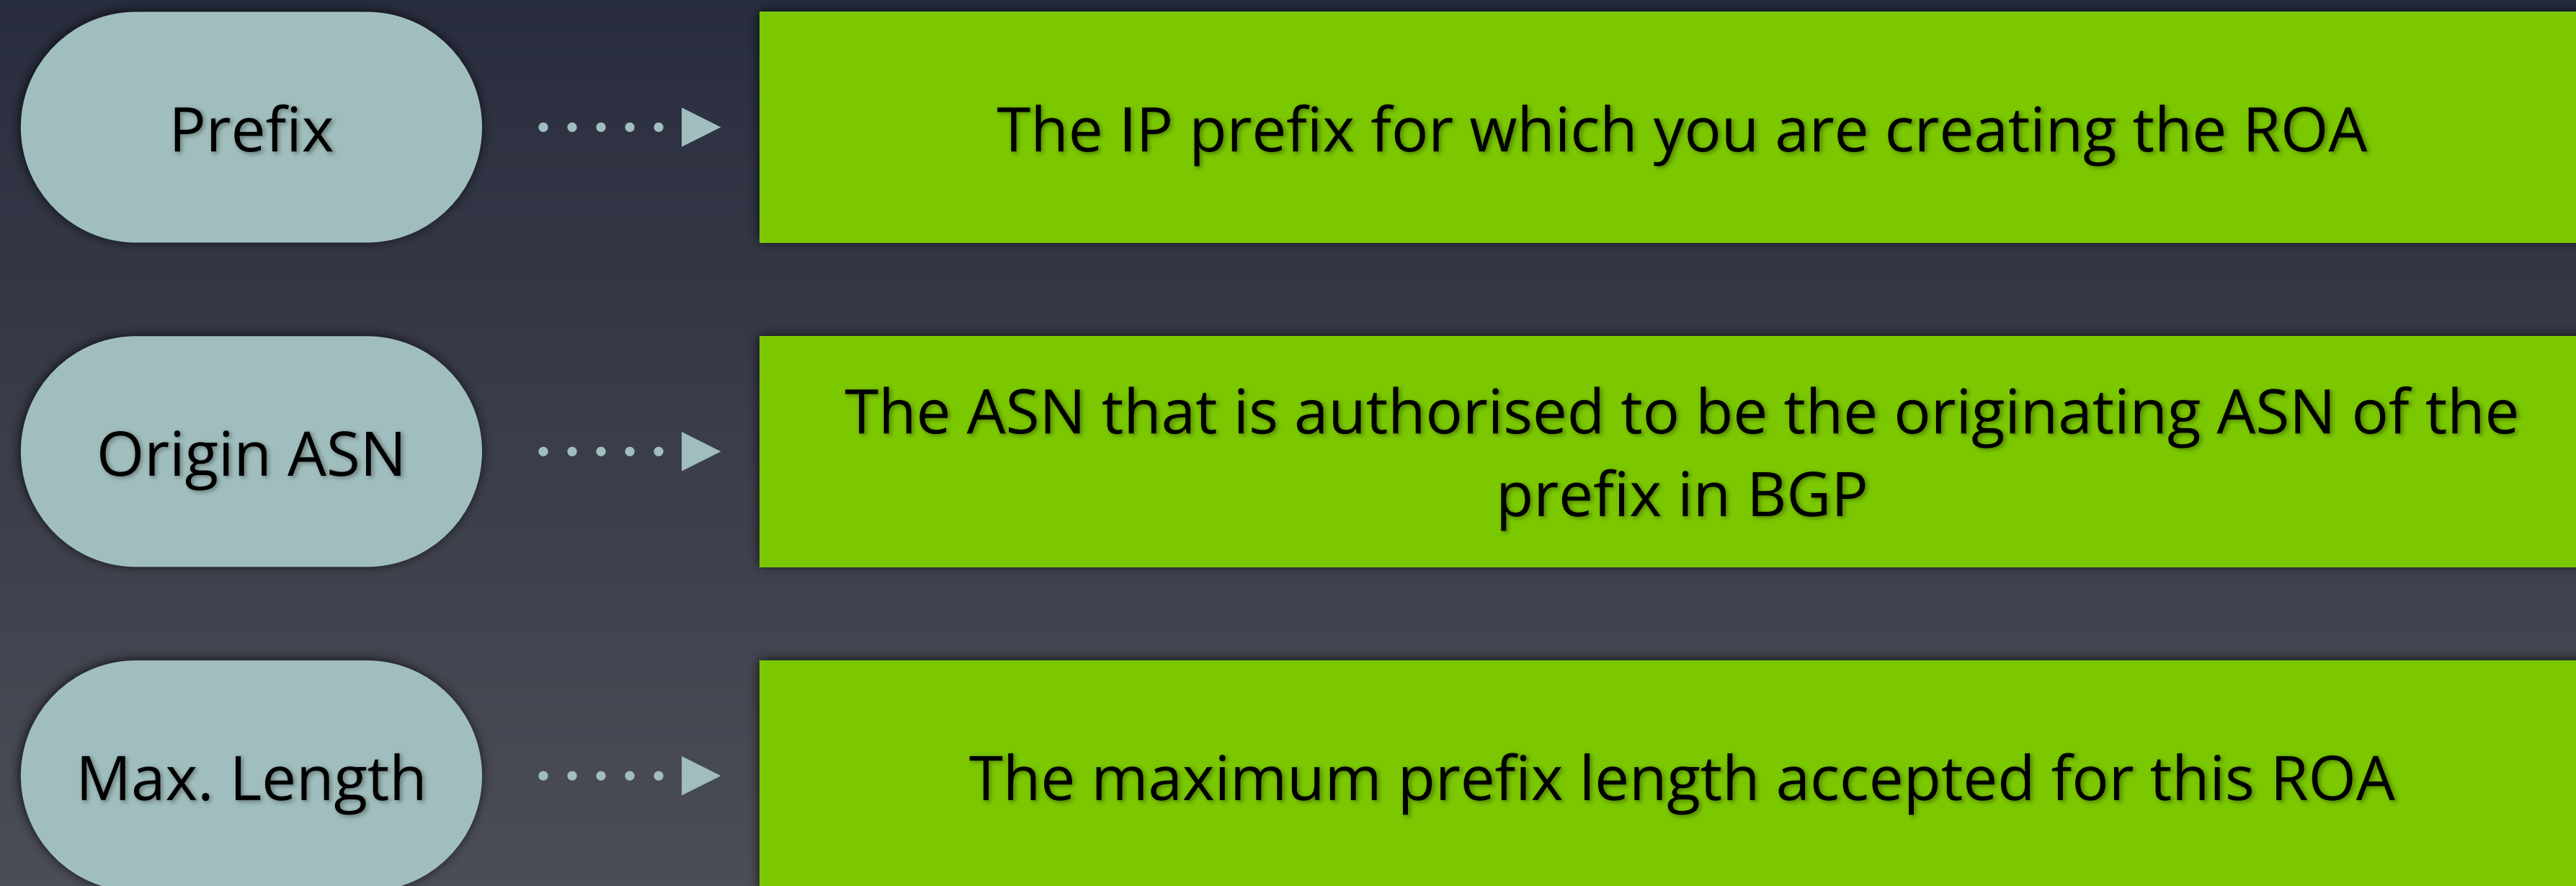 Prefix
The IP prefix for which you are creating the ROA
Origin ASN
The ASN that is authorised to be the originating ASN of the
prefix in BGP
Max. Length
The maximum prefix length accepted for this ROA